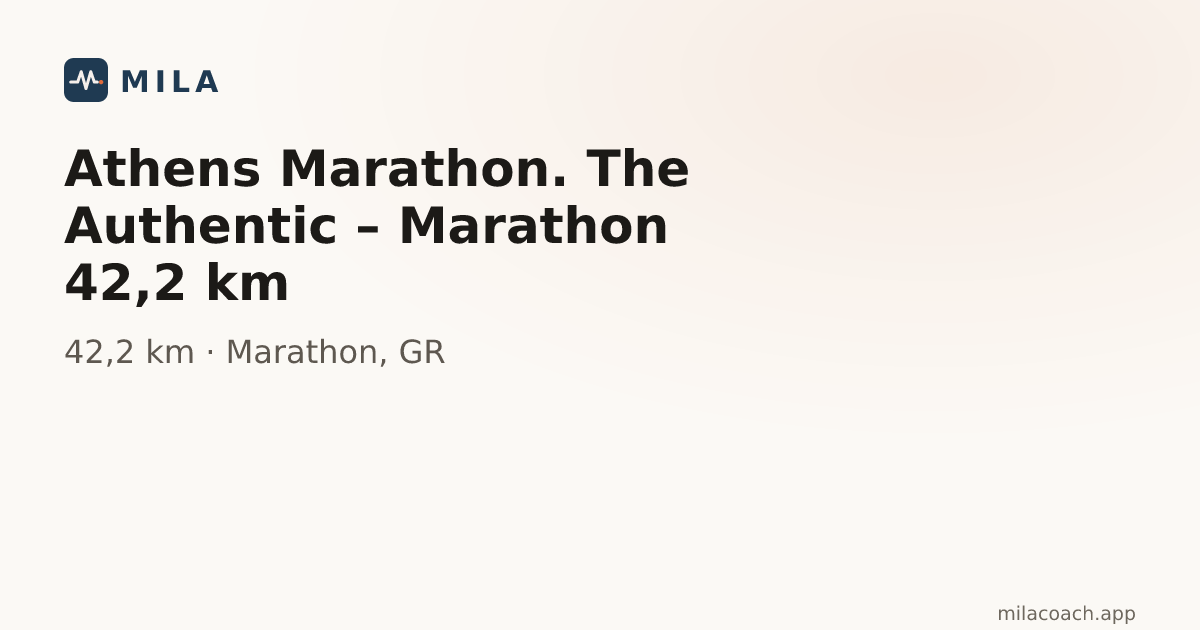 MILA
Athens Marathon. The
Authentic – Marathon
42,2 km
42,2 km · Marathon, GR
milacoach.app